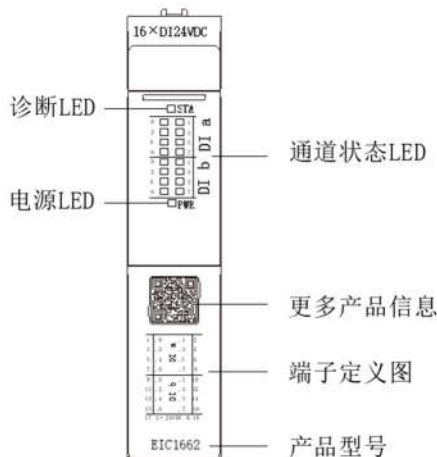 16×DI24VDC
诊断LED
STA
DI a
通道状态LED
DI b
电源LED
PWR
更多产品信息
DI a
端子定义图
DI b
EIC1662
产品型号